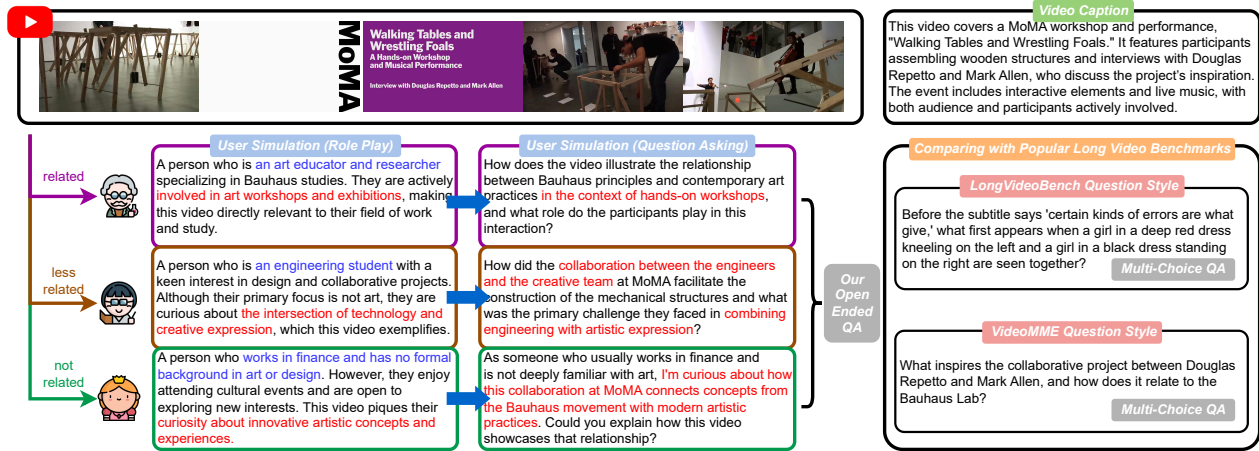 MoMA
Walking Tables and
Wrestling Foals
A Hands-on Workshop
and Musical Performance
Interview with Douglas Repetto and Mark Allen
Video Caption
This video covers a MoMA workshop and performance,
"Walking Tables and Wrestling Foals." It features participants
assembling wooden structures and interviews with Douglas
Repetto and Mark Allen, who discuss the project's inspiration.
The event includes interactive elements and live music, with
both audience and participants actively involved.
related
User Simulation (Role Play)
A person who is an art educator and researcher
specializing in Bauhaus studies. They are actively
involved in art workshops and exhibitions, making
this video directly relevant to their field of work
and study.
User Simulation (Question Asking)
How does the video illustrate the relationship
between Bauhaus principles and contemporary art
practices in the context of hands-on workshops,
and what role do the participants play in this
interaction?
less
related
A person who is an engineering student with a
keen interest in design and collaborative projects.
Although their primary focus is not art, they are
curious about the intersection of technology and
creative expression, which this video exemplifies.
How did the collaboration between the engineers
and the creative team at MoMA facilitate the
construction of the mechanical structures and what
was the primary challenge they faced in combining
engineering with artistic expression?
not
related
A person who works in finance and has no formal
background in art or design. However, they enjoy
attending cultural events and are open to
exploring new interests. This video piques their
curiosity about innovative artistic concepts and
experiences.
As someone who usually works in finance and
is not deeply familiar with art, I'm curious about how
this collaboration at MoMA connects concepts from
the Bauhaus movement with modern artistic
practices. Could you explain how this video
showcases that relationship?
Our
Open
Ended
QA
Comparing with Popular Long Video Benchmarks
LongVideoBench Question Style
Before the subtitle says 'certain kinds of errors are what
give,' what first appears when a girl in a deep red dress
kneeling on the left and a girl in a black dress standing
on the right are seen together?
Multi-Choice QA
VideoMME Question Style
What inspires the collaborative project between Douglas
Repetto and Mark Allen, and how does it relate to the
Bauhaus Lab?
Multi-Choice QA